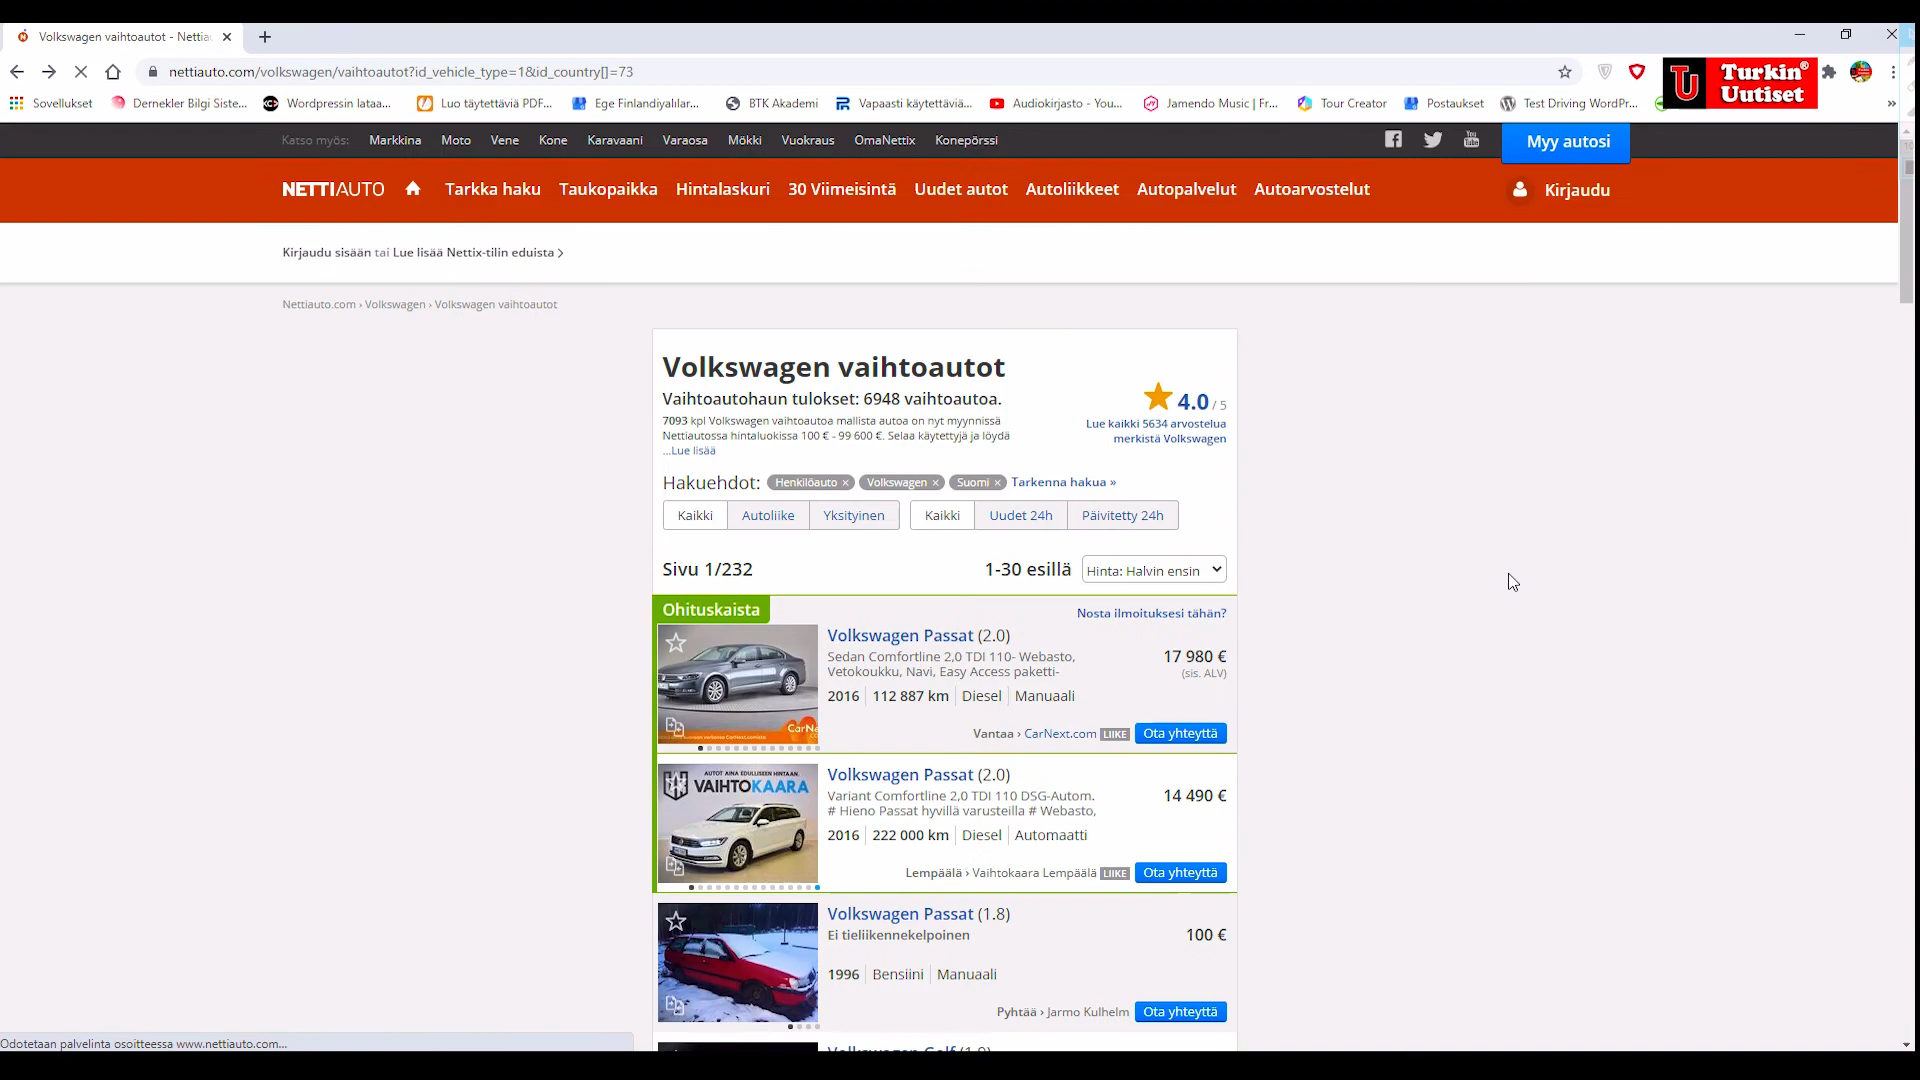 Volkswagen vaihtoautot - Nettia
nettiauto.com/volkswagen/vaihtoautot?id_vehicle_type=1&id_country[]=73
Turkin®
Uutiset
Sovellukset Dernekler Bilgi Siste... Wordpressin lataa... Luo täytettäviä PDF... Ege Finlandiyalılar... BTK Akademi Vapaasti käytettäviä... Audiokirjasto - You... Jamendo Music | Fr... Tour Creator Postaukset Test Driving WordPr... »
Katso myös: Markkina Moto Vene Kone Karavaani Varaosa Mökki Vuokraus OmaNettix Konepörssi Myy autosi
NETTIAUTO Tarkka haku Taukopaikka Hintalaskuri 30 Viimeisintä Uudet autot Autoliikkeet Autopalvelut Autoarvostelut Kirjaudu
Kirjaudu sisään tai Lue lisää Nettix-tilin eduista >
Nettiauto.com › Volkswagen › Volkswagen vaihtoautot
Volkswagen vaihtoautot
Vaihtoautohaun tulokset: 6948 vaihtoautoa.
4.0 / 5
7093 kpl Volkswagen vaihtoautoa mallista autoa on nyt myynnissä
Nettiautossa hintaluokissa 100 € - 99 600 €. Selaa käytettyjä ja löydä
...Lue lisää
Lue kaikki 5634 arvostelua
merkistä Volkswagen
Hakuehdot: Henkilöauto × Volkswagen × Suomi × Tarkenna hakua »
Kaikki Autoliike Yksityinen Kaikki Uudet 24h Päivitetty 24h
Sivu 1/232 1-30 esillä Hinta: Halvin ensin
Ohituskaista Nosta ilmoituksesi tähän?
Volkswagen Passat (2.0)
Sedan Comfortline 2,0 TDI 110- Webasto,
Vetokoukku, Navi, Easy Access paketti-
17 980 €
(sis. ALV)
2016 112 887 km Diesel Manuaali
CarNe
Vantaa › CarNext.com LIIKE Ota yhteyttä
AUTOT AINA EDULLISEEN HINTAAN.
VAIHTOKAARA
Volkswagen Passat (2.0)
Variant Comfortline 2,0 TDI 110 DSG-Autom.
# Hieno Passat hyvillä varusteilla # Webasto,
14 490 €
2016 222 000 km Diesel Automaatti
Lempäälä › Vaihtokaara Lempäälä LIIKE Ota yhteyttä
Volkswagen Passat (1.8)
Ei tieliikennekelpoinen
100 €
1996 Bensiini Manuaali
Pyhtää › Jarmo Kulhelm Ota yhteyttä
Odotetaan palvelinta osoitteessa www.nettiauto.com...